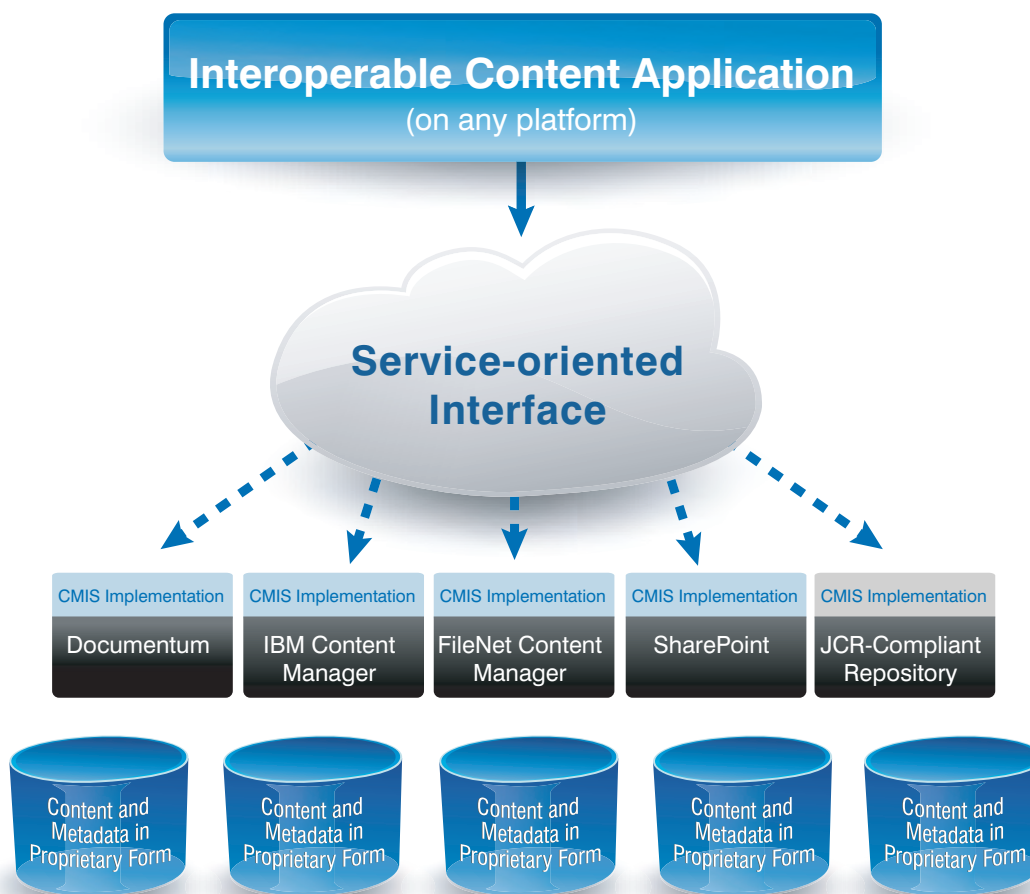 Interoperable Content Application
(on any platform)
Service-oriented
Interface
CMIS Implementation
Documentum
CMIS Implementation
IBM Content
Manager
CMIS Implementation
FileNet Content
Manager
CMIS Implementation
SharePoint
CMIS Implementation
JCR-Compliant
Repository
Content and
Metadata in
Proprietary Form
Content and
Metadata in
Proprietary Form
Content and
Metadata in
Proprietary Form
Content and
Metadata in
Proprietary Form
Content and
Metadata in
Proprietary Form